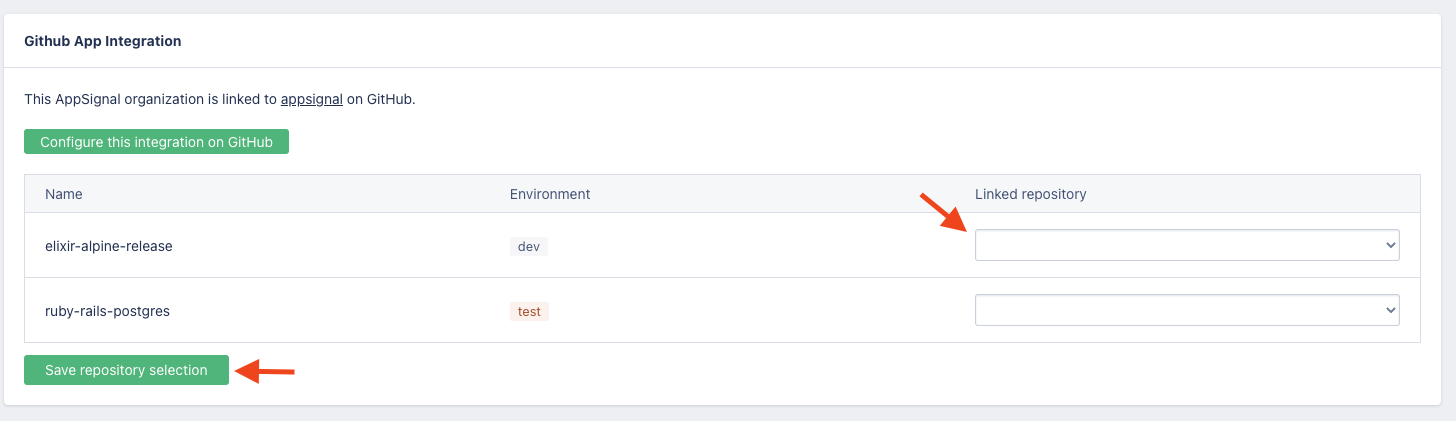 Github App Integration
This AppSignal organization is linked to appsignal on GitHub.
Configure this integration on GitHub
Name Environment Linked repository
elixir-alpine-release dev
ruby-rails-postgres test
Save repository selection